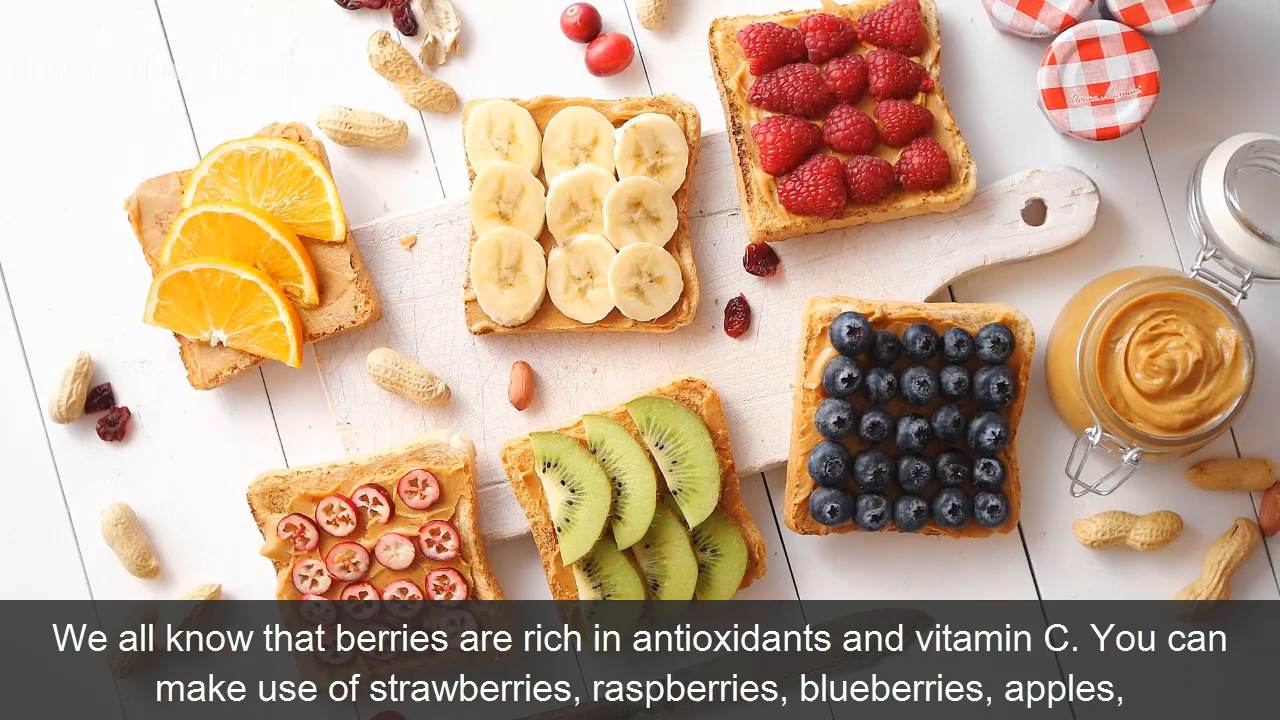 We all know that berries are rich in antioxidants and vitamin C. You can
make use of strawberries, raspberries, blueberries, apples,